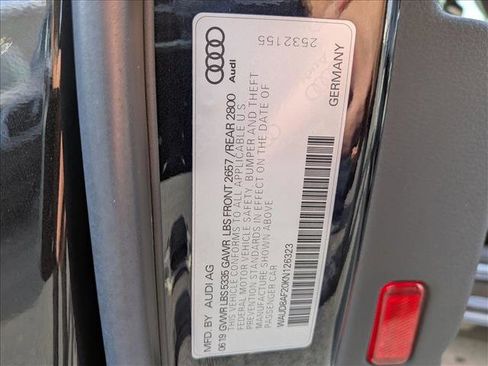 Audi
2532155
MFD. BY AUDI AG
GERMANY
06.19 GVWR LBS 5335 GAWR LBS FRONT 2657 / REAR 2800
THIS VEHICLE CONFORMS TO ALL APPLICABLE U.S.
FEDERAL MOTOR VEHICLE SAFETY, BUMPER AND THEFT
PREVENTION STANDARDS IN EFFECT ON THE DATE OF
MANUFACTURE SHOWN ABOVE.
PASSENGER CAR
WAUD8AF20KN126323